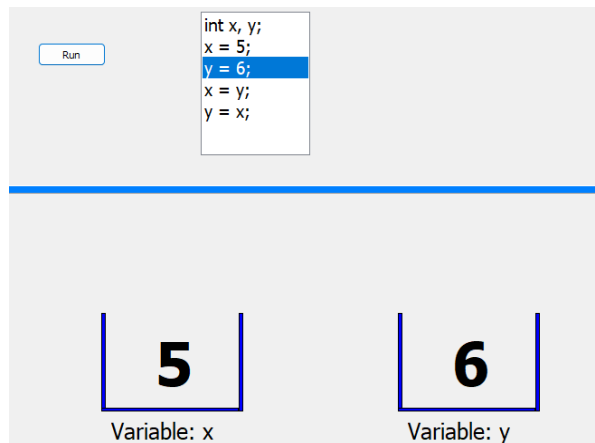 Run
int x, y;
x = 5;
y = 6;
x = y;
y = x;
5
6
Variable: x
Variable: y